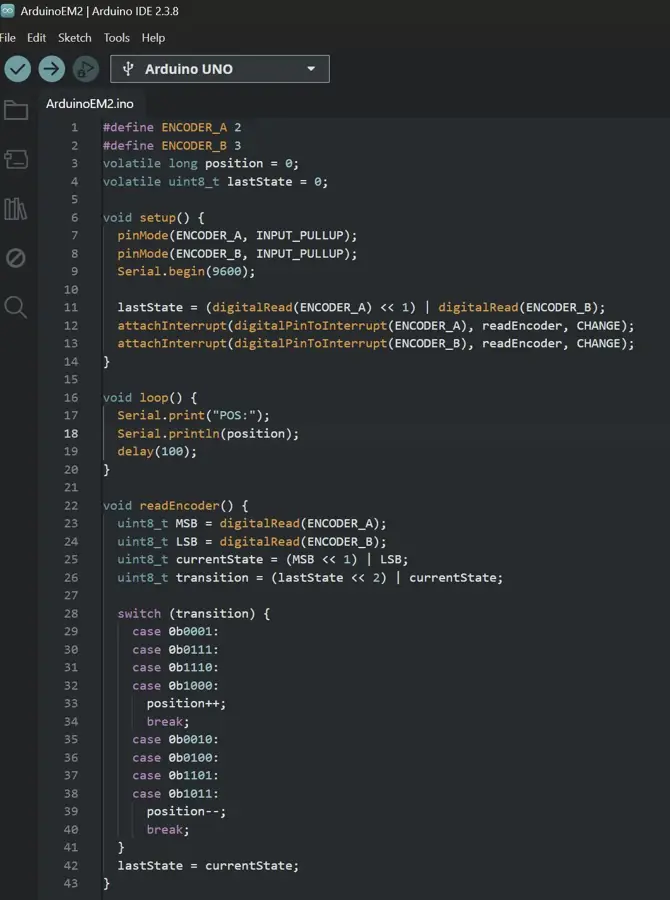 ArduinoEM2 | Arduino IDE 2.3.8
File Edit Sketch Tools Help
Arduino UNO
ArduinoEM2.ino
1 #define ENCODER_A 2
2 #define ENCODER_B 3
3 volatile long position = 0;
4 volatile uint8_t lastState = 0;
5
6 void setup() {
7 pinMode(ENCODER_A, INPUT_PULLUP);
8 pinMode(ENCODER_B, INPUT_PULLUP);
9 Serial.begin(9600);
10
11 lastState = (digitalRead(ENCODER_A) << 1) | digitalRead(ENCODER_B);
12 attachInterrupt(digitalPinToInterrupt(ENCODER_A), readEncoder, CHANGE);
13 attachInterrupt(digitalPinToInterrupt(ENCODER_B), readEncoder, CHANGE);
14 }
15
16 void loop() {
17 Serial.print("POS:");
18 Serial.println(position);
19 delay(100);
20 }
21
22 void readEncoder() {
23 uint8_t MSB = digitalRead(ENCODER_A);
24 uint8_t LSB = digitalRead(ENCODER_B);
25 uint8_t currentState = (MSB << 1) | LSB;
26 uint8_t transition = (lastState << 2) | currentState;
27
28 switch (transition) {
29 case 0b0001:
30 case 0b0111:
31 case 0b1110:
32 case 0b1000:
33 position++;
34 break;
35 case 0b0010:
36 case 0b0100:
37 case 0b1101:
38 case 0b1011:
39 position--;
40 break;
41 }
42 lastState = currentState;
43 }